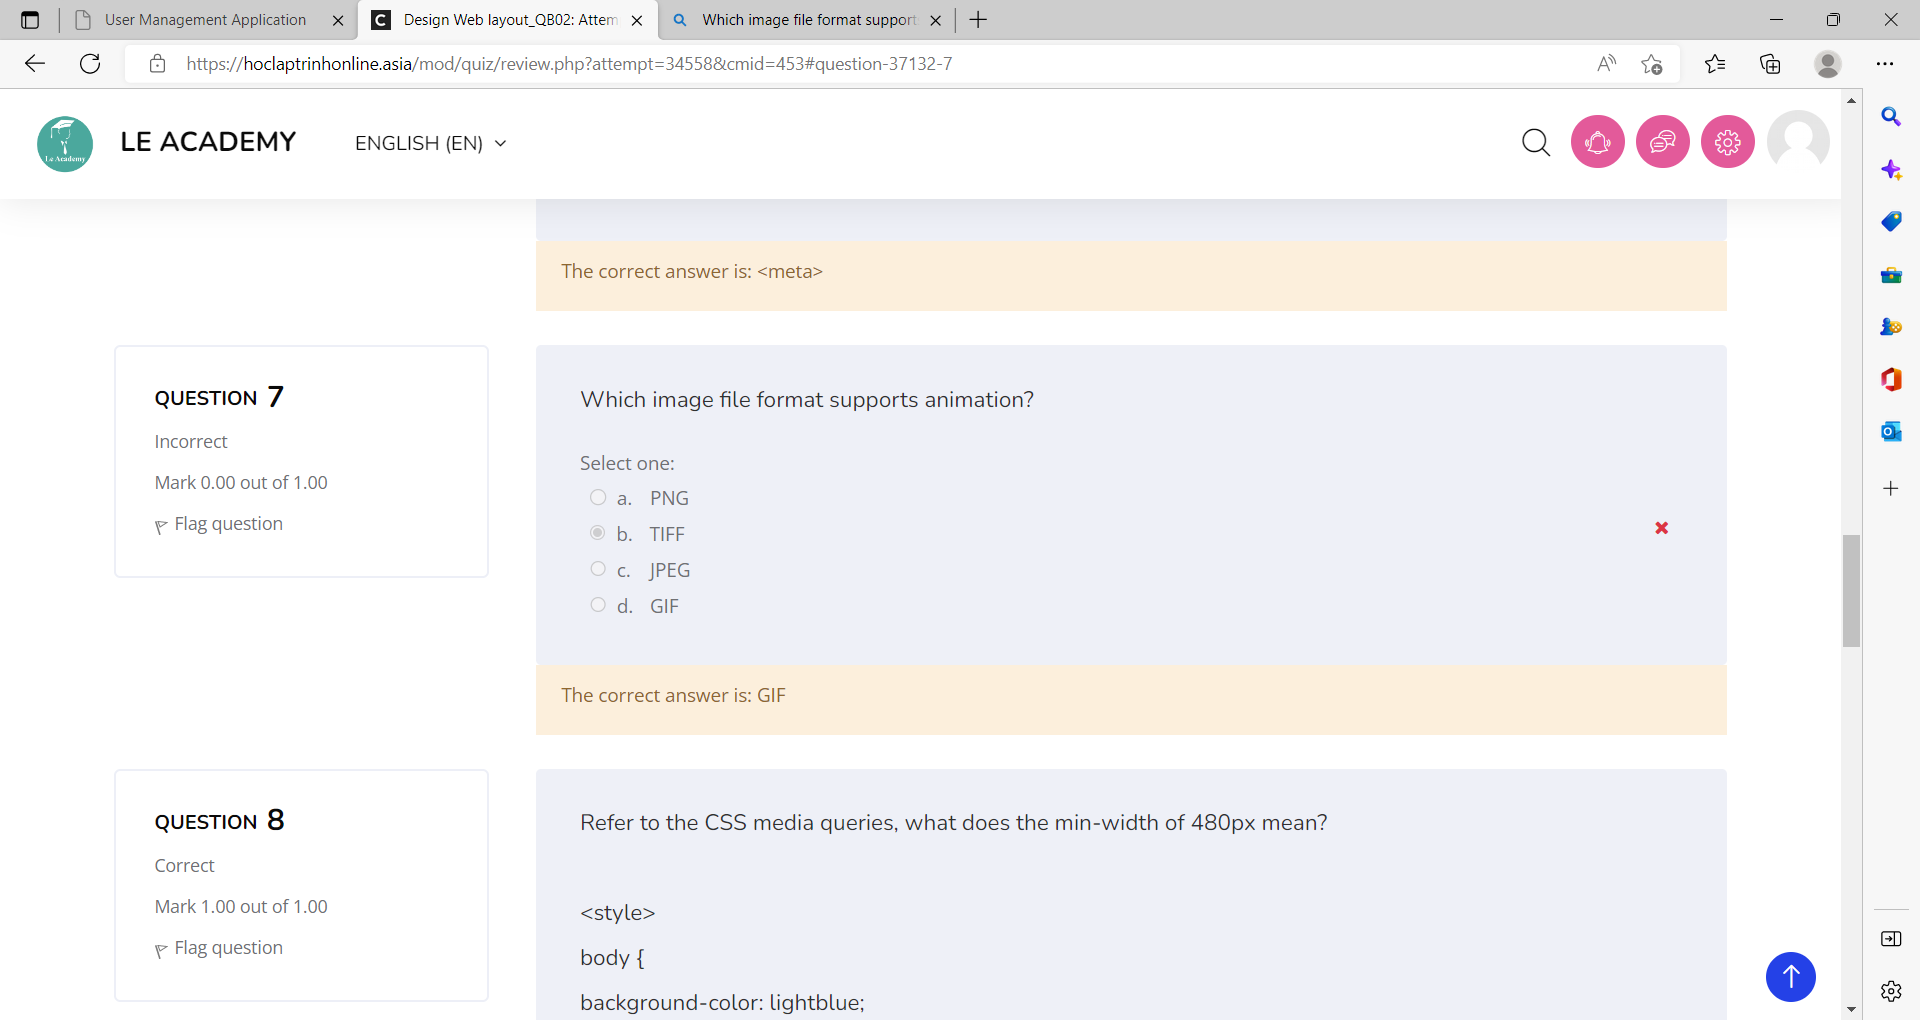 User Management Application
Design Web layout_QB02: Attem
Which image file format support
https://hoclaptrinhonline.asia/mod/quiz/review.php?attempt=34558&cmid=453#question-37132-7
Le Academy
LE ACADEMY
ENGLISH (EN)
The correct answer is: <meta>
QUESTION 7
Incorrect
Mark 0.00 out of 1.00
Flag question
Which image file format supports animation?
Select one:
a. PNG
b. TIFF
c. JPEG
d. GIF
The correct answer is: GIF
QUESTION 8
Correct
Mark 1.00 out of 1.00
Flag question
Refer to the CSS media queries, what does the min-width of 480px mean?
<style>
body {
background-color: lightblue;